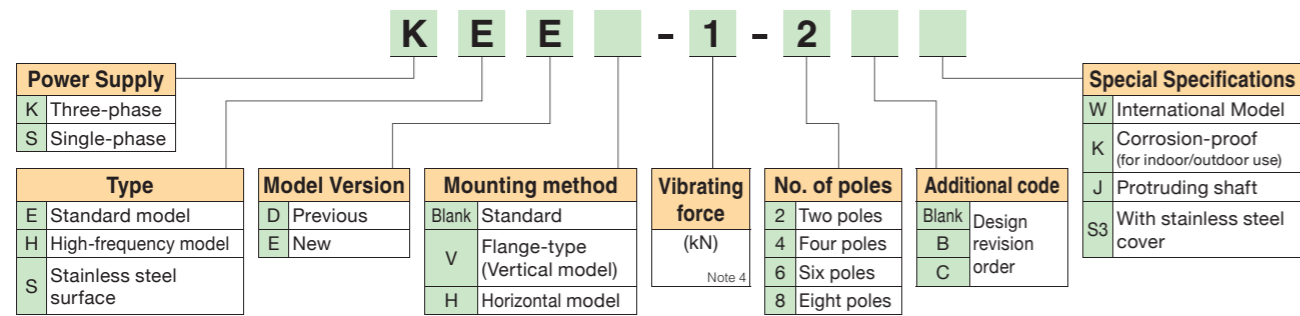 K E E - 1 - 2
Power Supply
K Three-phase
S Single-phase
Type
E Standard model
H High-frequency model
S Stainless steel
surface
Model Version
D Previous
E New
Mounting method
Blank Standard
V Flange-type
(Vertical model)
H Horizontal model
Vibrating
force
(kN)
Note 4
No. of poles
2 Two poles
4 Four poles
6 Six poles
8 Eight poles
Additional code
Blank
B
C
Design
revision
order
Special Specifications
W International Model
K Corrosion-proof
(for indoor/outdoor use)
J Protruding shaft
S3 With stainless steel
cover